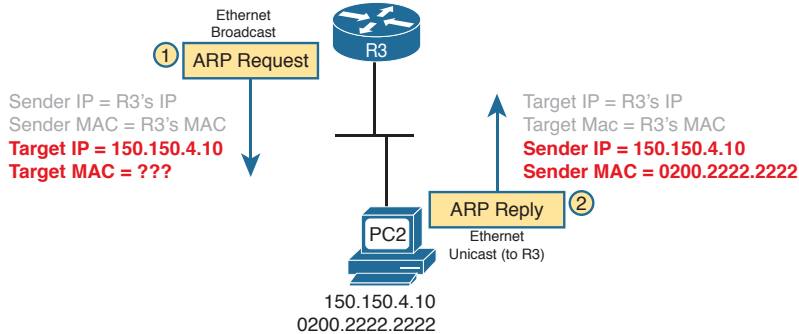 Ethernet
Broadcast
1
ARP Request
R3
Sender IP = R3's IP
Sender MAC = R3's MAC
Target IP = 150.150.4.10
Target MAC = ???
Target IP = R3's IP
Target Mac = R3's MAC
Sender IP = 150.150.4.10
Sender MAC = 0200.2222.2222
ARP Reply
2
Ethernet
Unicast (to R3)
PC2
150.150.4.10
0200.2222.2222